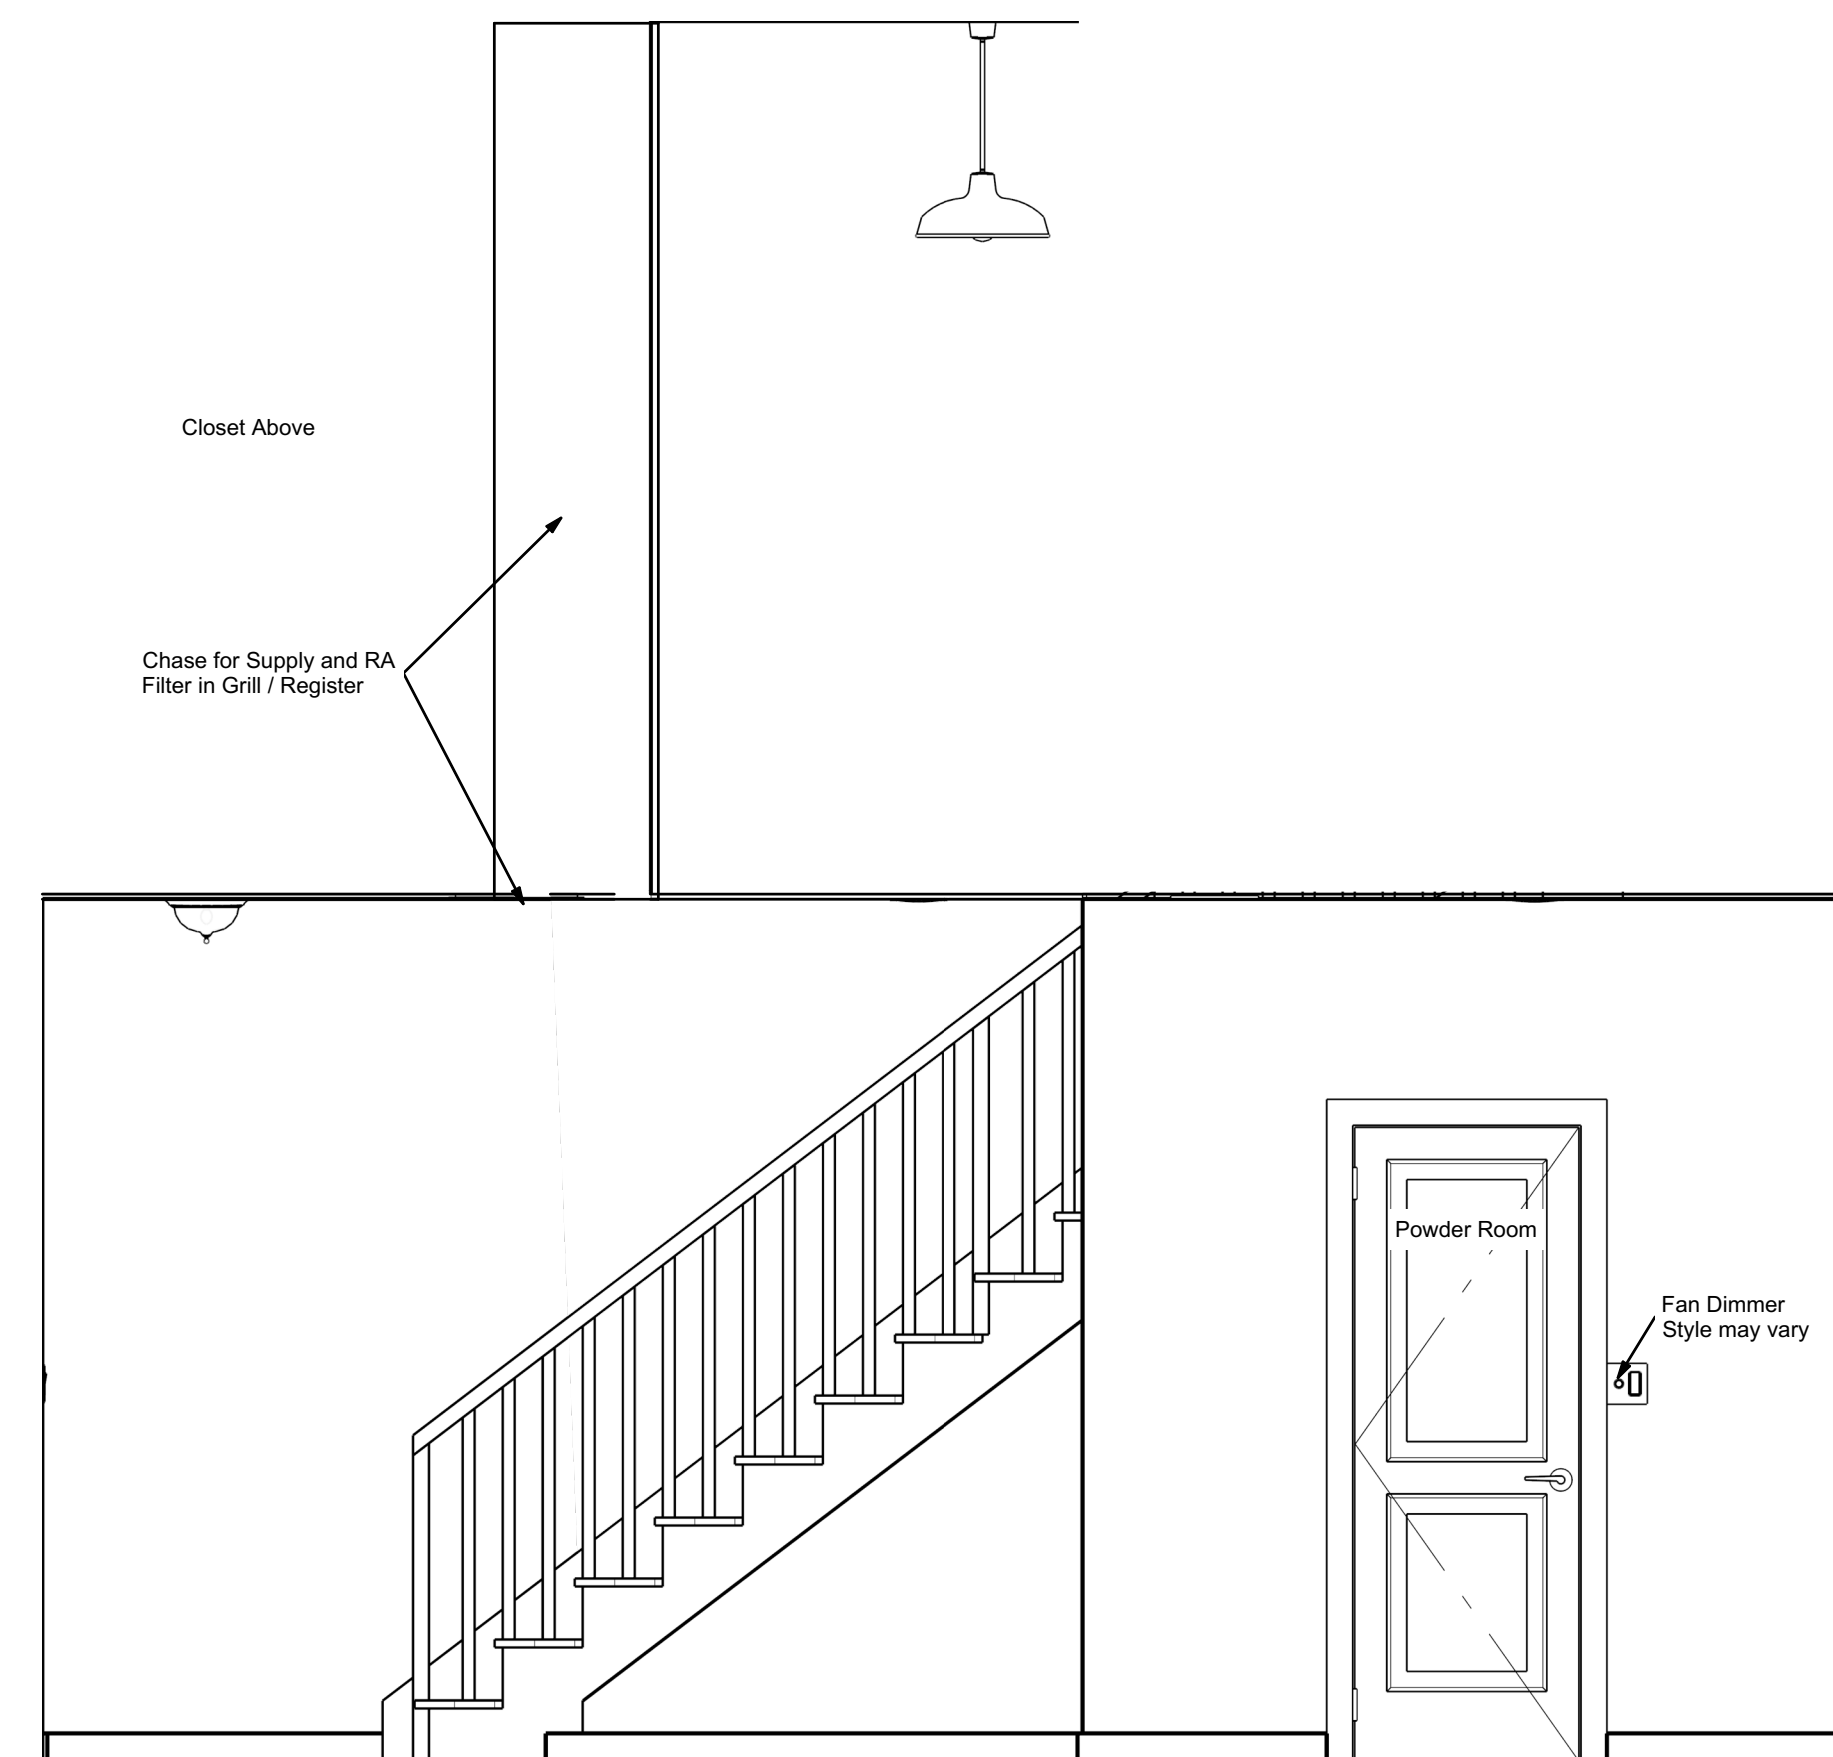 Closet Above
Chase for Supply and RA
Filter in Grill / Register
Powder Room
Fan Dimmer
Style may vary